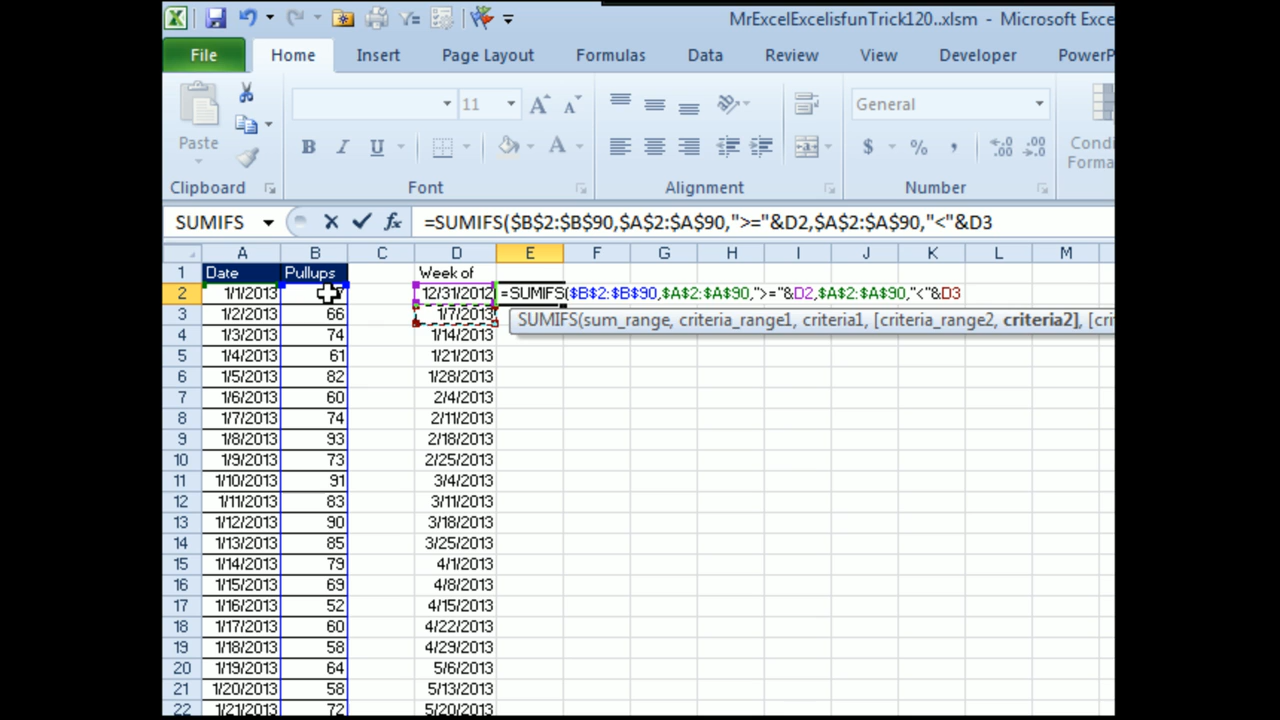 MrExcelExcelisfunTrick120..xlsm - Microsoft Exce
File Home Insert Page Layout Formulas Data Review View Developer PowerP
11 General
Paste B I U A $ % Condi
Forma
Clipboard Font Alignment Number
SUMIFS fx =SUMIFS($B$2:$B$90,$A$2:$A$90,">="&D2,$A$2:$A$90,"<"&D3
A B C D E F G H I J K L M
1 Date Pullups Week of
2 1/1/2013 12/31/2012 =SUMIFS($B$2:$B$90,$A$2:$A$90,">="&D2,$A$2:$A$90,"<"&D3
3 1/2/2013 66 1/7/2013 SUMIFS(sum_range, criteria_range1, criteria1, [criteria_range2, criteria2], [crit
4 1/3/2013 74 1/14/2013
5 1/4/2013 61 1/21/2013
6 1/5/2013 82 1/28/2013
7 1/6/2013 60 2/4/2013
8 1/7/2013 74 2/11/2013
9 1/8/2013 93 2/18/2013
10 1/9/2013 73 2/25/2013
11 1/10/2013 91 3/4/2013
12 1/11/2013 83 3/11/2013
13 1/12/2013 90 3/18/2013
14 1/13/2013 85 3/25/2013
15 1/14/2013 79 4/1/2013
16 1/15/2013 69 4/8/2013
17 1/16/2013 52 4/15/2013
18 1/17/2013 60 4/22/2013
19 1/18/2013 58 4/29/2013
20 1/19/2013 64 5/6/2013
21 1/20/2013 58 5/13/2013
22 1/21/2013 72 5/20/2013